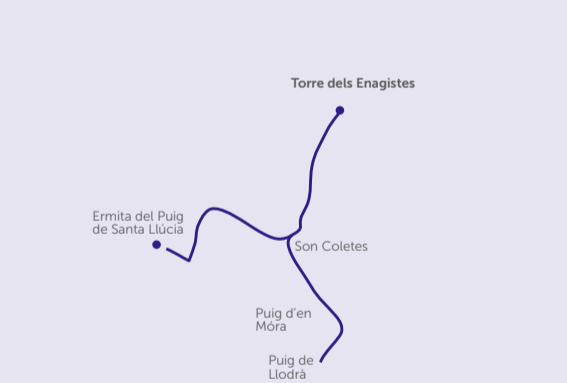 Torre dels Enagistes
Ermita del Puig
de Santa Llúcia
Son Coletes
Puig d'en
Móra
Puig de
Llodrà